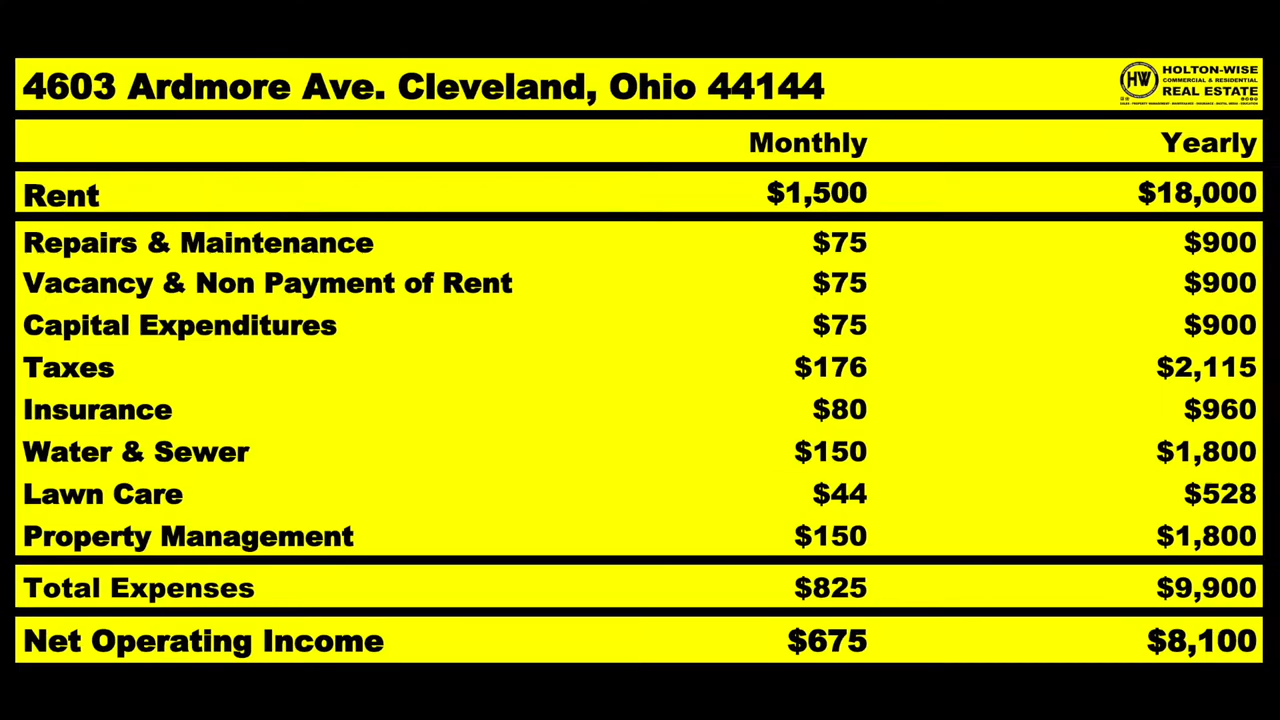 4603 Ardmore Ave. Cleveland, Ohio 44144
HOLTON-WISE
COMMERCIAL & RESIDENTIAL
REAL ESTATE
HW
Monthly Yearly
Rent $1,500 $18,000
Repairs & Maintenance $75 $900
Vacancy & Non Payment of Rent $75 $900
Capital Expenditures $75 $900
Taxes $176 $2,115
Insurance $80 $960
Water & Sewer $150 $1,800
Lawn Care $44 $528
Property Management $150 $1,800
Total Expenses $825 $9,900
Net Operating Income $675 $8,100